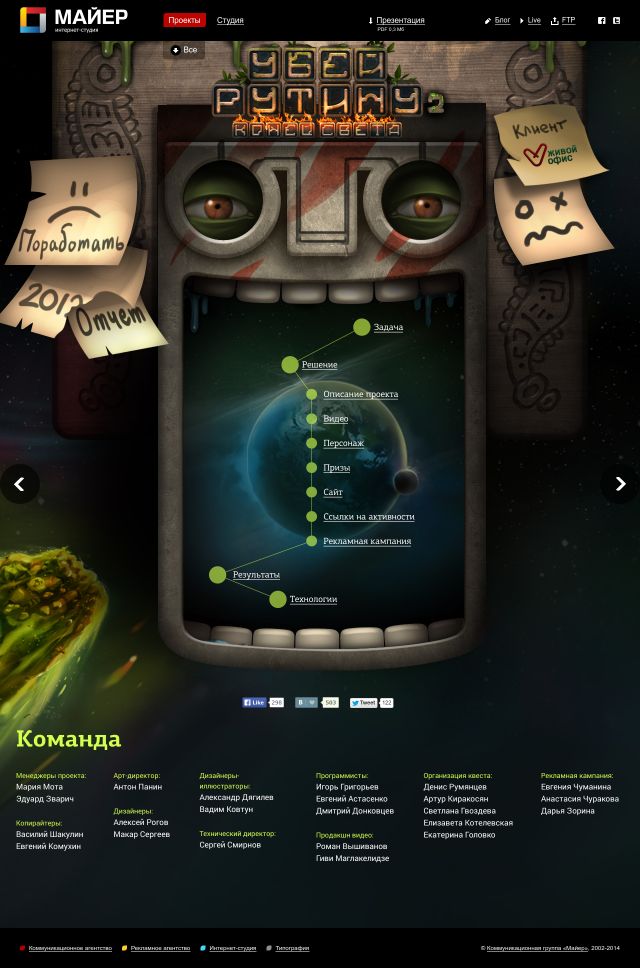 МАЙЕР
интернет-студия
Проекты
Студия
Презентация
PDF 0,3 Мб
Блог
Live
FTP
Все
УБЕЙ
РУТИНУ 2
КОНЕЦ СВЕТА
Клиент
живой
офис
Поработать
2012
Отчет
Задача
Решение
Описание проекта
Видео
Персонаж
Призы
Сайт
Ссылки на активности
Рекламная кампания
Результаты
Технологии
Like 298
B 503
Tweet 122
Команда
Менеджеры проекта:
Мария Мота
Эдуард Зварич
Копирайтеры:
Василий Шакулин
Евгений Комухин
Арт-директор:
Антон Панин
Дизайнеры:
Алексей Рогов
Макар Сергеев
Дизайнеры-
иллюстраторы:
Александр Дягилев
Вадим Ковтун
Технический директор:
Сергей Смирнов
Программисты:
Игорь Григорьев
Евгений Астасенко
Дмитрий Донковцев
Продакшн видео:
Роман Вышиванов
Гиви Маглакелидзе
Организация квеста:
Денис Румянцев
Артур Киракосян
Светлана Гвоздева
Елизавета Котелевская
Екатерина Головко
Рекламная кампания:
Евгения Чуманина
Анастасия Чуракова
Дарья Зорина
Коммуникационное агентство
Рекламное агентство
Интернет-студия
Типография
© Коммуникационная группа «Майер», 2002-2014